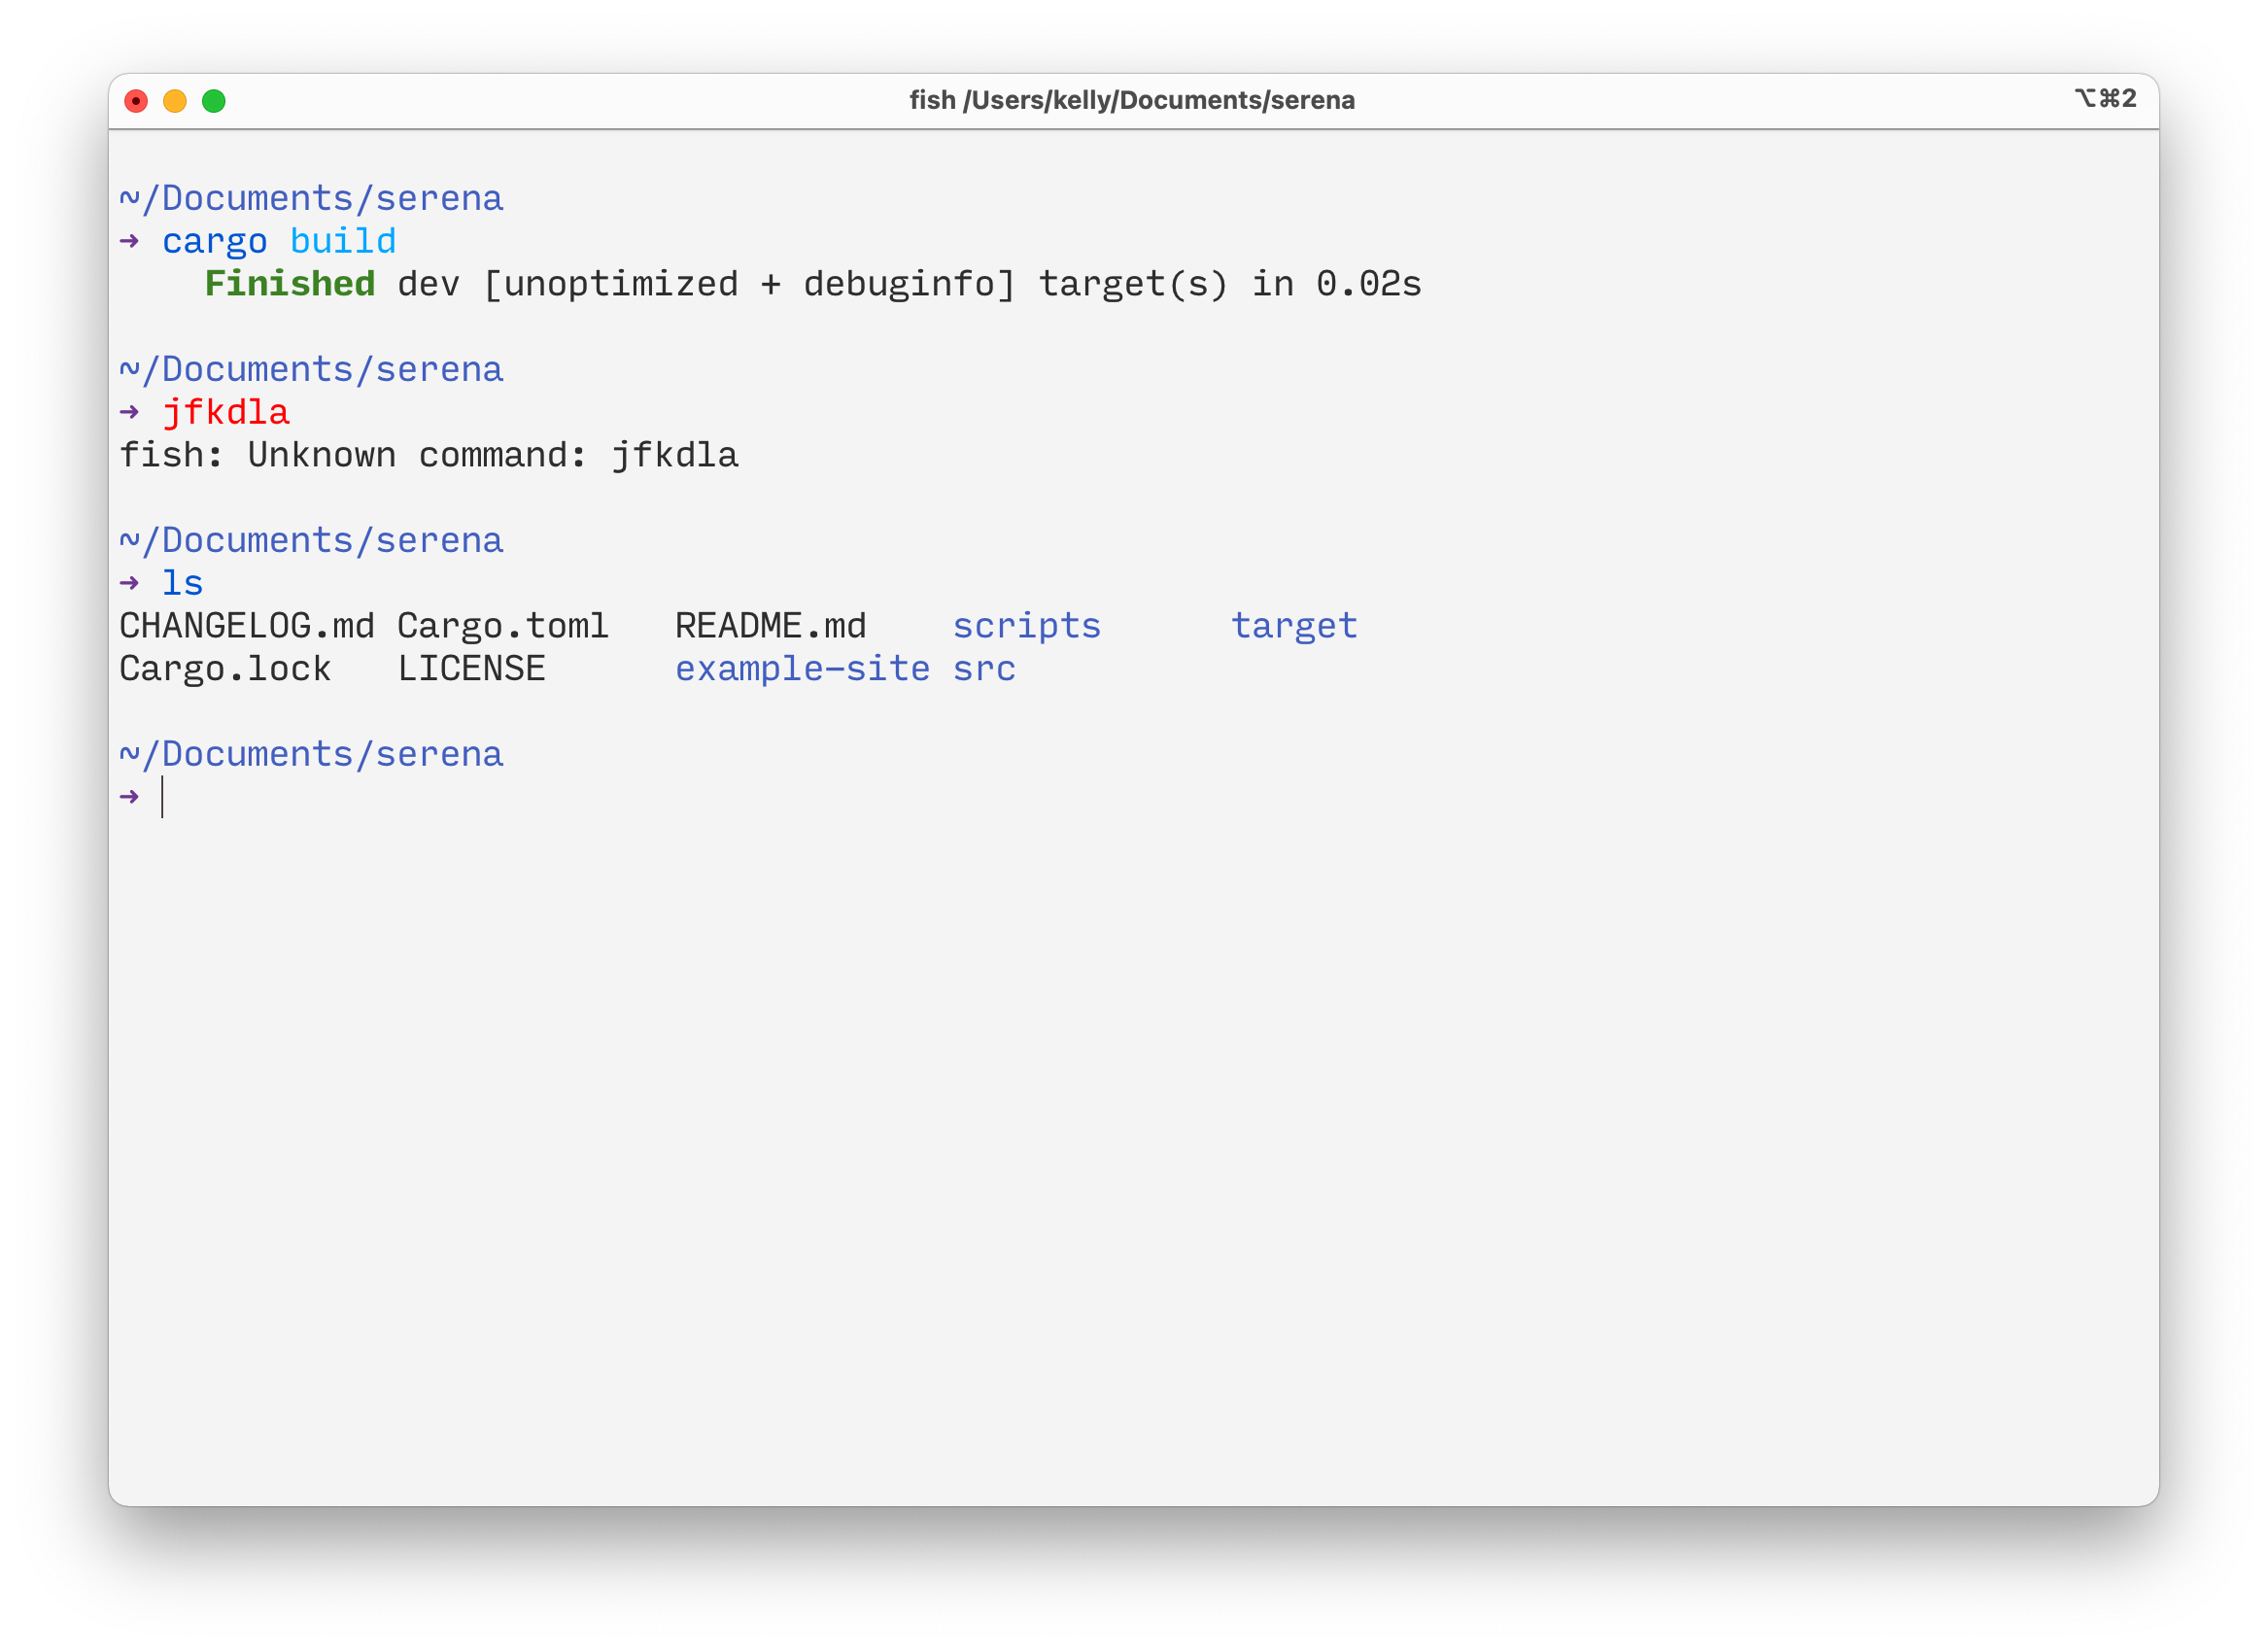 fish /Users/kelly/Documents/serena ⌥⌘2
~/Documents/serena
➜ cargo build
    Finished dev [unoptimized + debuginfo] target(s) in 0.02s
~/Documents/serena
➜ jfkdla
fish: Unknown command: jfkdla
~/Documents/serena
➜ ls
CHANGELOG.md Cargo.toml   README.md    scripts      target
Cargo.lock   LICENSE      example-site src
~/Documents/serena
➜